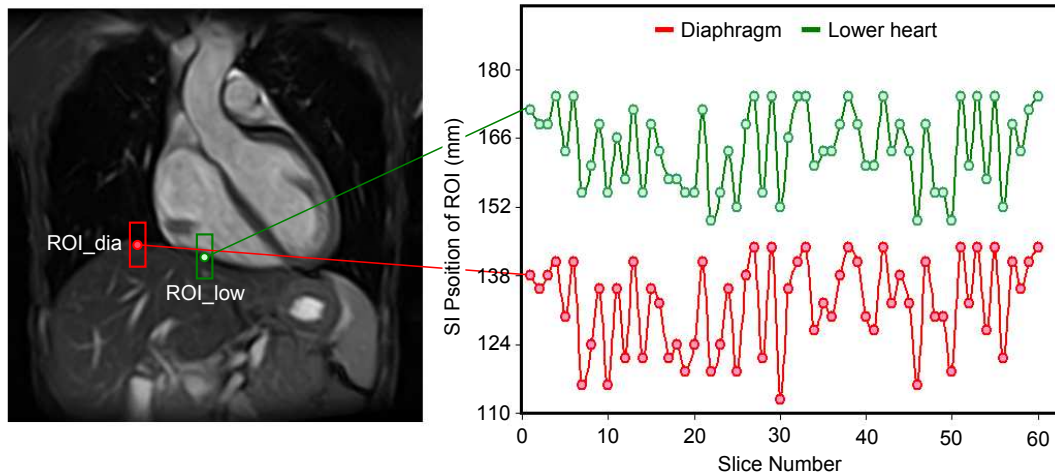 ROI_dia
ROI_low
Diaphragm Lower heart
SI Psoition of ROI (mm)
180
166
152
138
124
110
0 10 20 30 40 50 60
Slice Number